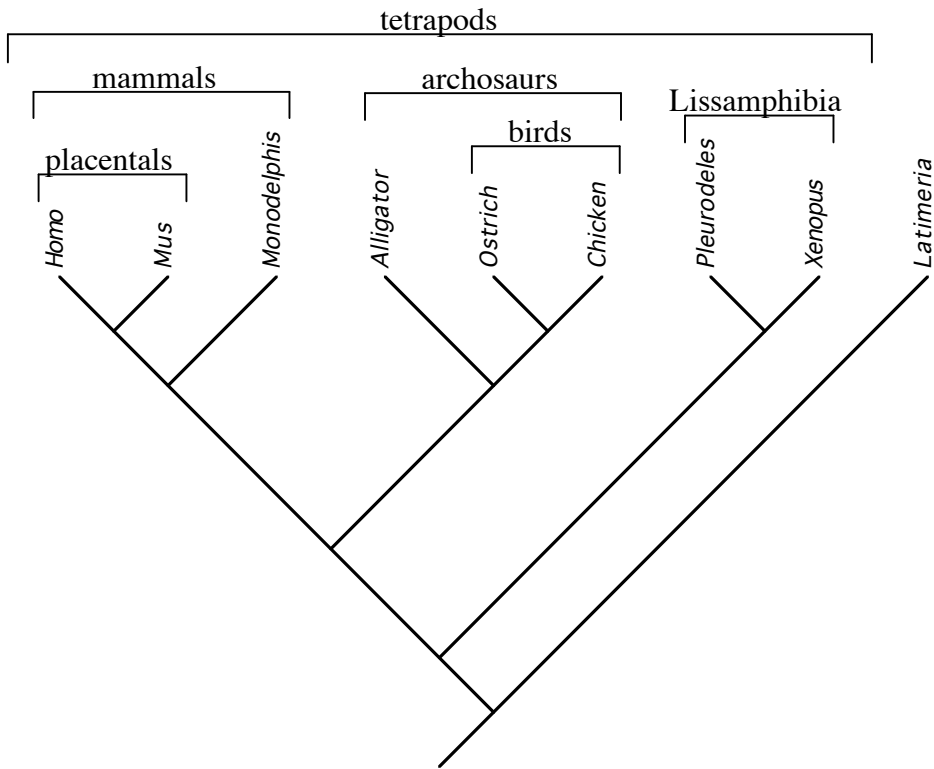 tetrapods
mammals
archosaurs
Lissamphibia
birds
placentals
Homo
Mus
Monodelphis
Alligator
Ostrich
Chicken
Pleurodeles
Xenopus
Latimeria